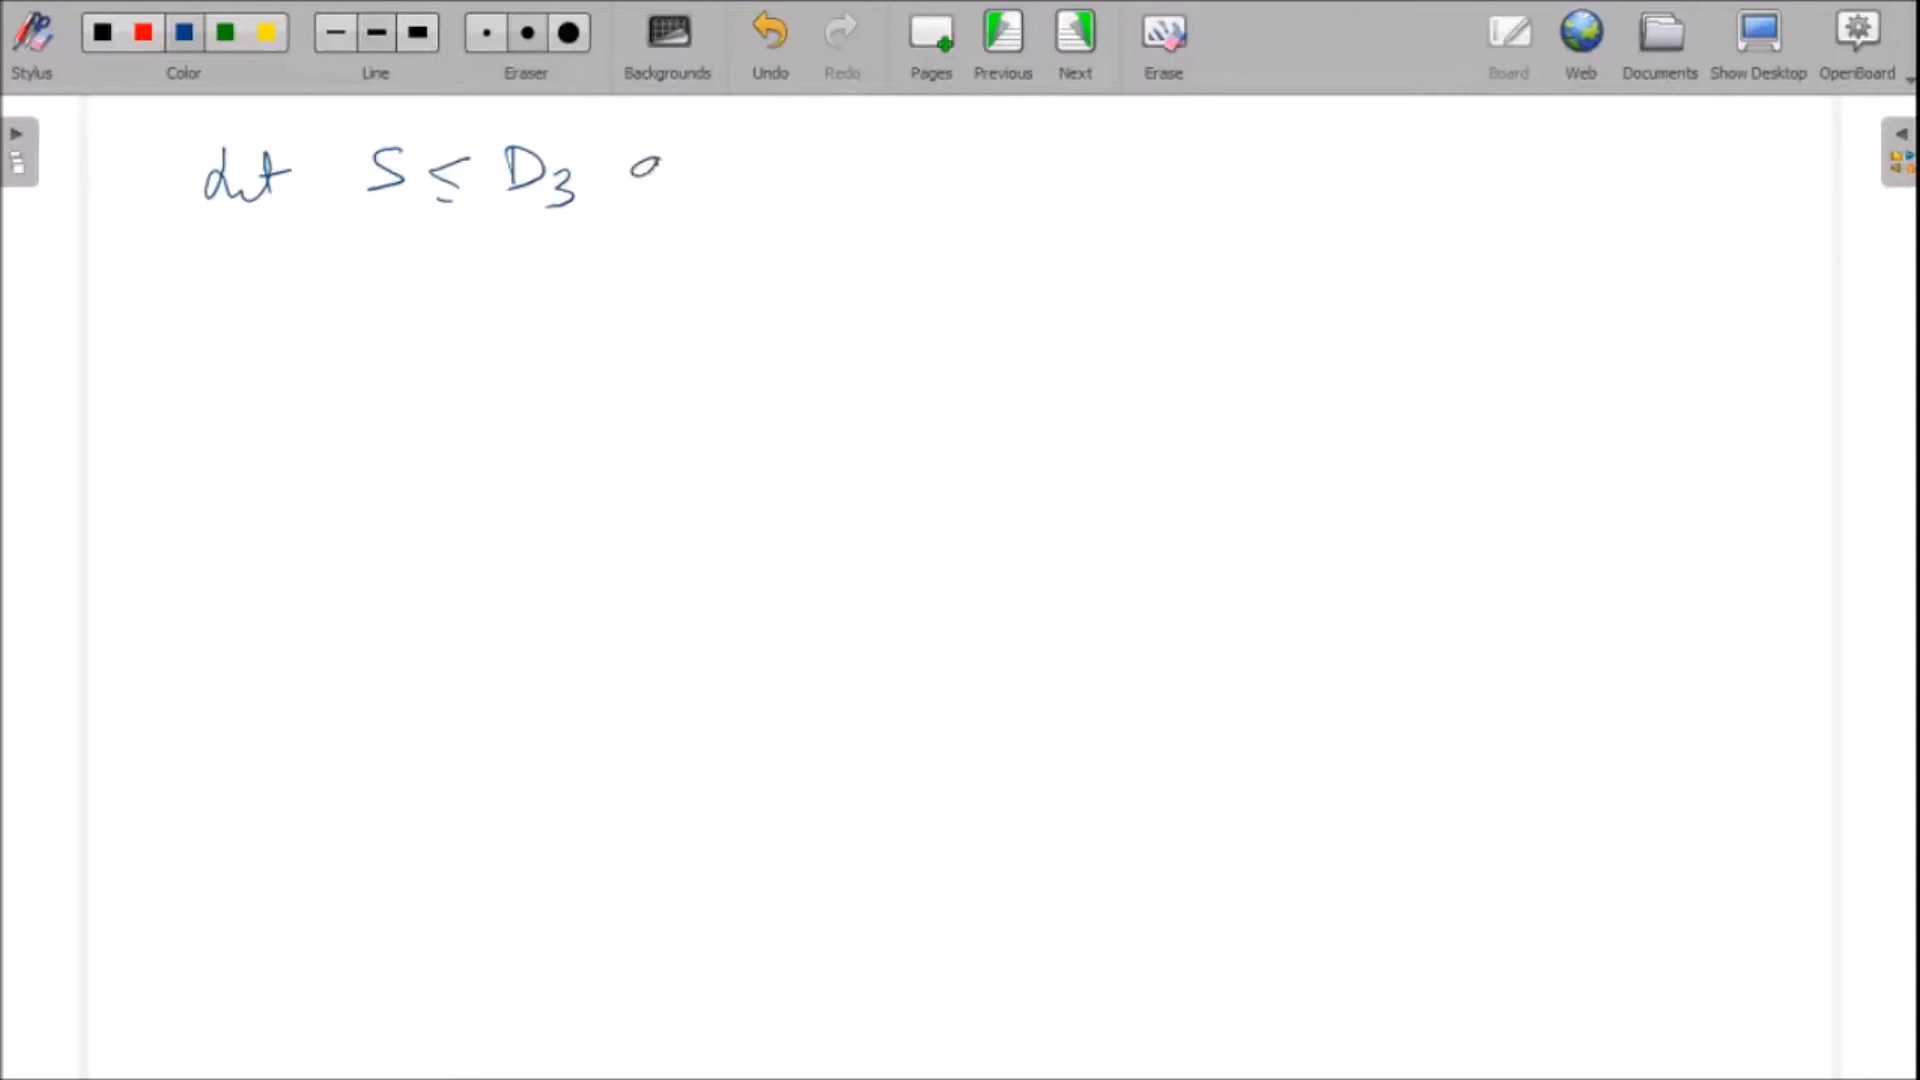 Stylus Color Line Eraser Backgrounds Undo Redo Pages Previous Next Erase Board Web Documents Show Desktop OpenBoard
Let S ≤ D₃